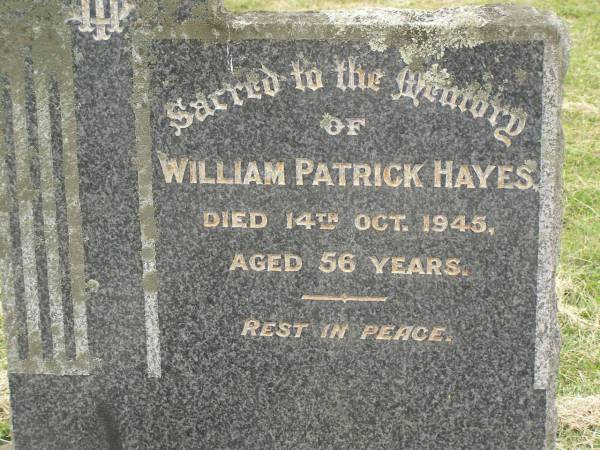 Sacred to the Memory
OF
WILLIAM PATRICK HAYES.
DIED 14TH OCT. 1945,
AGED 56 YEARS.
REST IN PEACE.